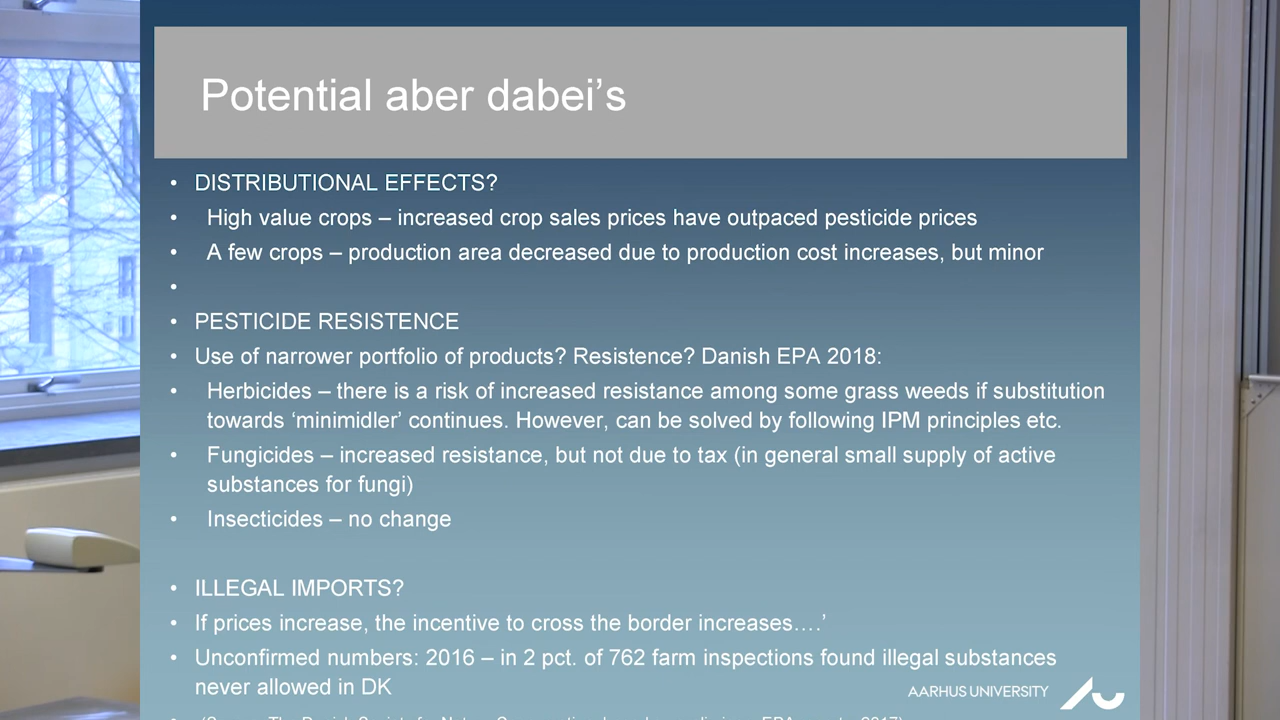 Potential aber dabei’s
• DISTRIBUTIONAL EFFECTS?
• High value crops – increased crop sales prices have outpaced pesticide prices
• A few crops – production area decreased due to production cost increases, but minor
•
• PESTICIDE RESISTENCE
• Use of narrower portfolio of products? Resistence? Danish EPA 2018:
• Herbicides – there is a risk of increased resistance among some grass weeds if substitution
towards ‘minimidler’ continues. However, can be solved by following IPM principles etc.
• Fungicides – increased resistance, but not due to tax (in general small supply of active
substances for fungi)
• Insecticides – no change
• ILLEGAL IMPORTS?
• If prices increase, the incentive to cross the border increases….’
• Unconfirmed numbers: 2016 – in 2 pct. of 762 farm inspections found illegal substances
never allowed in DK
AARHUS UNIVERSITY